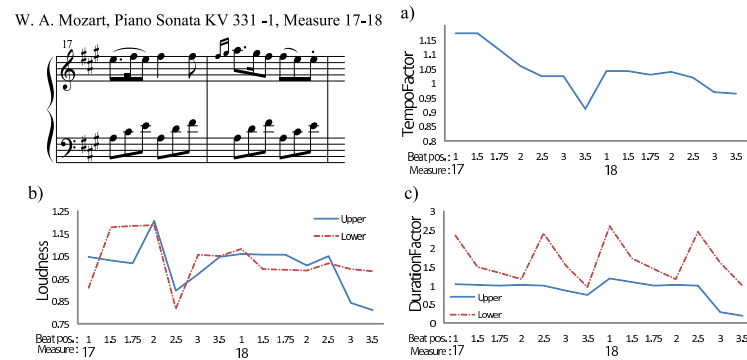 W. A. Mozart, Piano Sonata KV 331 -1, Measure 17-18
17
a)
TempoFactor
1.15
1.1
1.05
1
0.95
0.9
0.85
0.8
Beat pos.: 1 1.5 1.75 2 2.5 3 3.5 1 1.5 1.75 2 2.5 3 3.5
Measure: 17 18
b)
Loudness
1.25
1.15
1.05
0.95
0.85
0.75
Upper
Lower
Beat pos.: 1 1.5 1.75 2 2.5 3 3.5 1 1.5 1.75 2 2.5 3 3.5
Measure : 17 18
c)
DurationFactor
3
2.5
2
1.5
1
0.5
0
Upper
Lower
Beat pos.: 1 1.5 1.75 2 2.5 3 3.5 1 1.5 1.75 2 2.5 3 3.5
Measure: 17 18